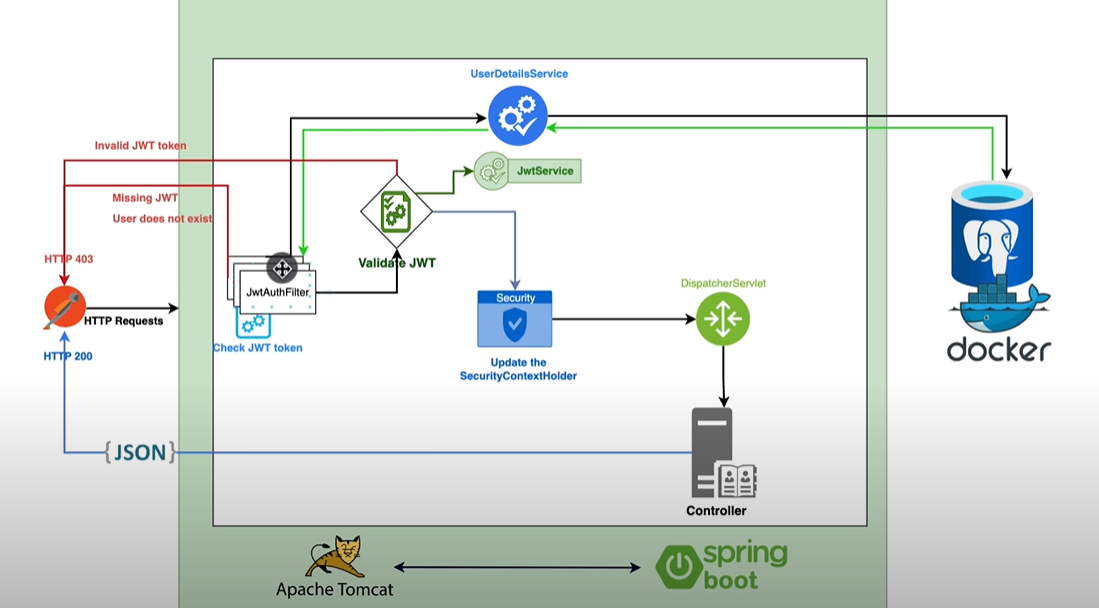 UserDetailsService
Invalid JWT token
JwtService
Missing JWT
User does not exist
HTTP 403
Validate JWT
JwtAuthFilter
DispatcherServlet
Security
HTTP Requests
Check JWT token
HTTP 200
Update the
SecurityContextHolder
docker
{JSON}
Controller
Apache Tomcat
spring
boot